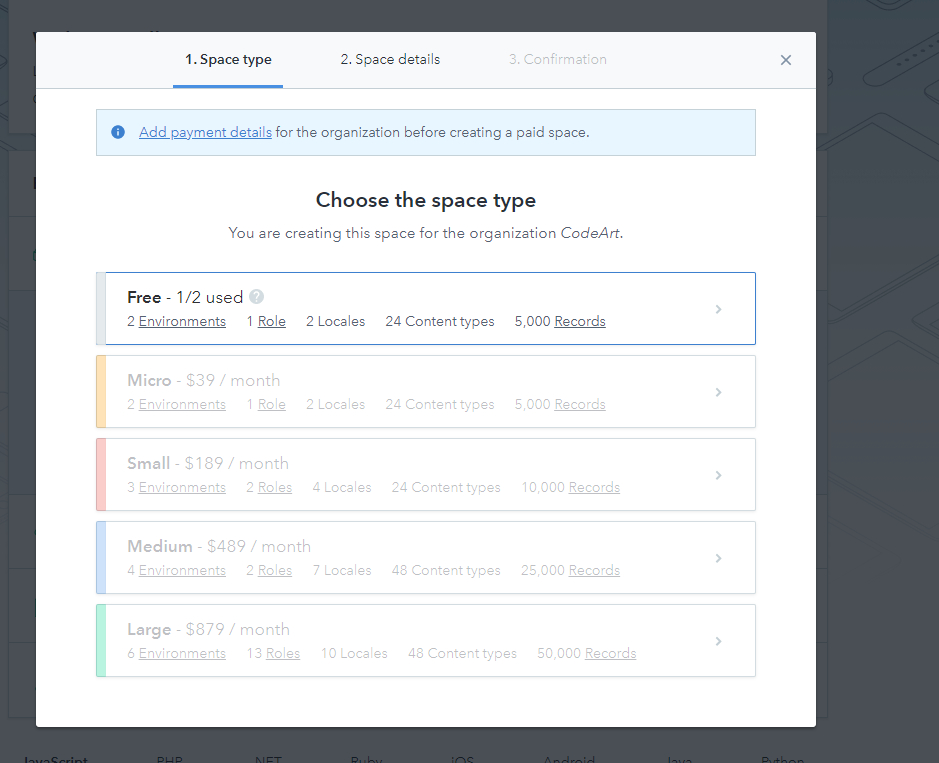 1. Space type
2. Space details
3. Confirmation
Add payment details for the organization before creating a paid space.
Choose the space type
You are creating this space for the organization CodeArt.
Free - 1/2 used ?
2 Environments 1 Role 2 Locales 24 Content types 5,000 Records
Micro - $39 / month
2 Environments 1 Role 2 Locales 24 Content types 5,000 Records
Small - $189 / month
3 Environments 2 Roles 4 Locales 24 Content types 10,000 Records
Medium - $489 / month
4 Environments 2 Roles 7 Locales 48 Content types 25,000 Records
Large - $879 / month
6 Environments 13 Roles 10 Locales 48 Content types 50,000 Records
JavaScript PHP .NET Ruby iOS Android Java Python